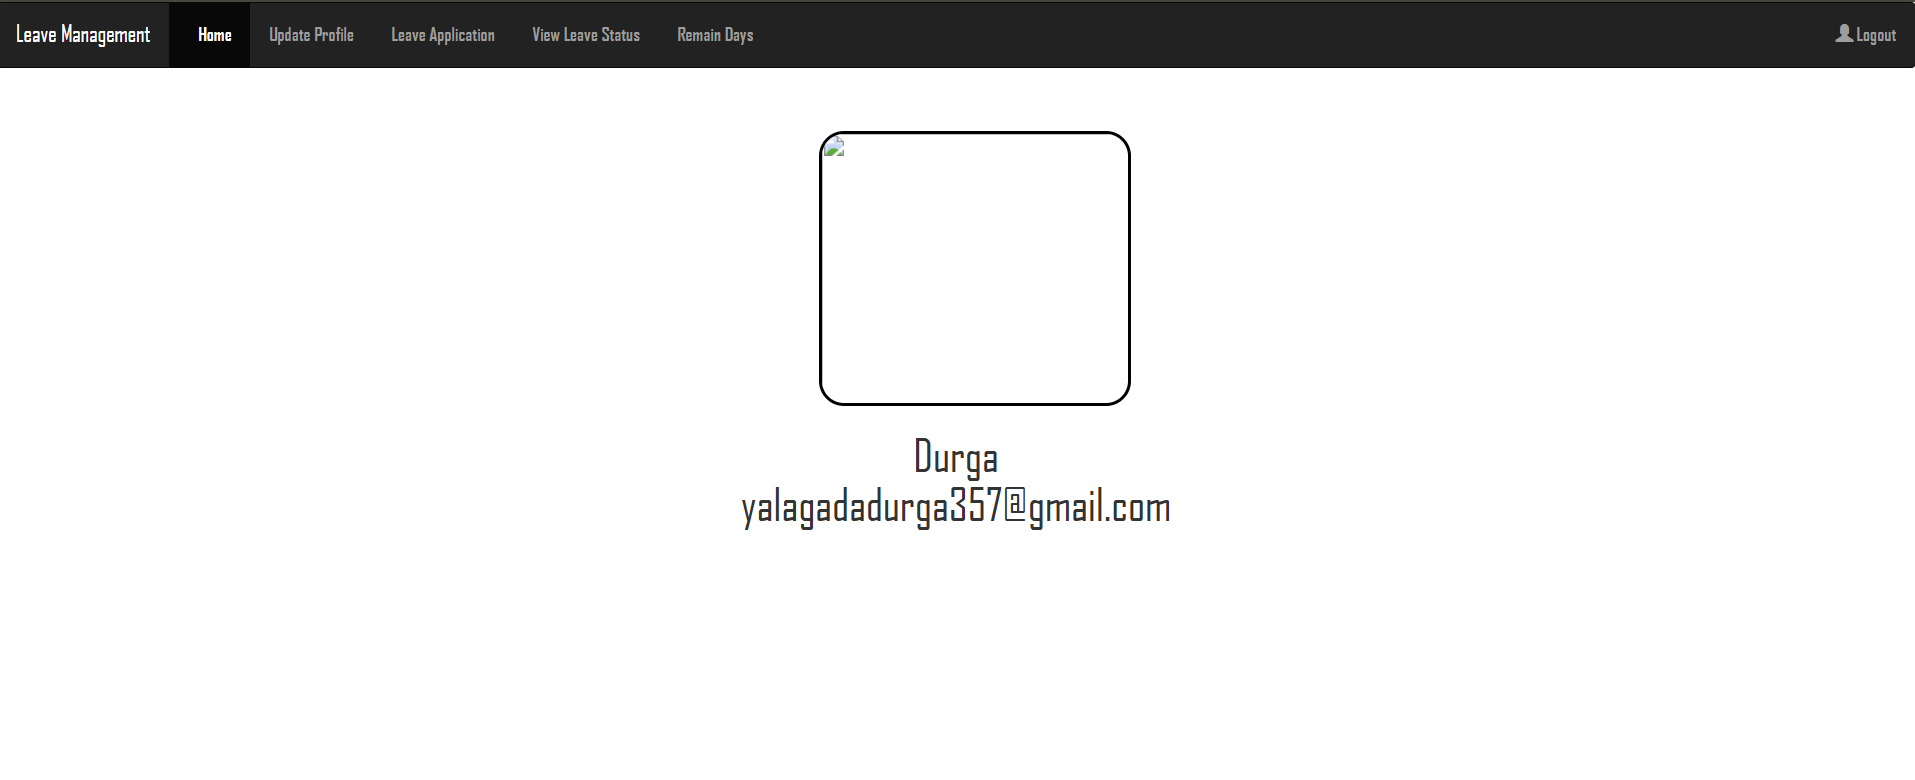 Leave Management Home Update Profile Leave Application View Leave Status Remain Days Logout
Durga
yalagadadurga357@gmail.com